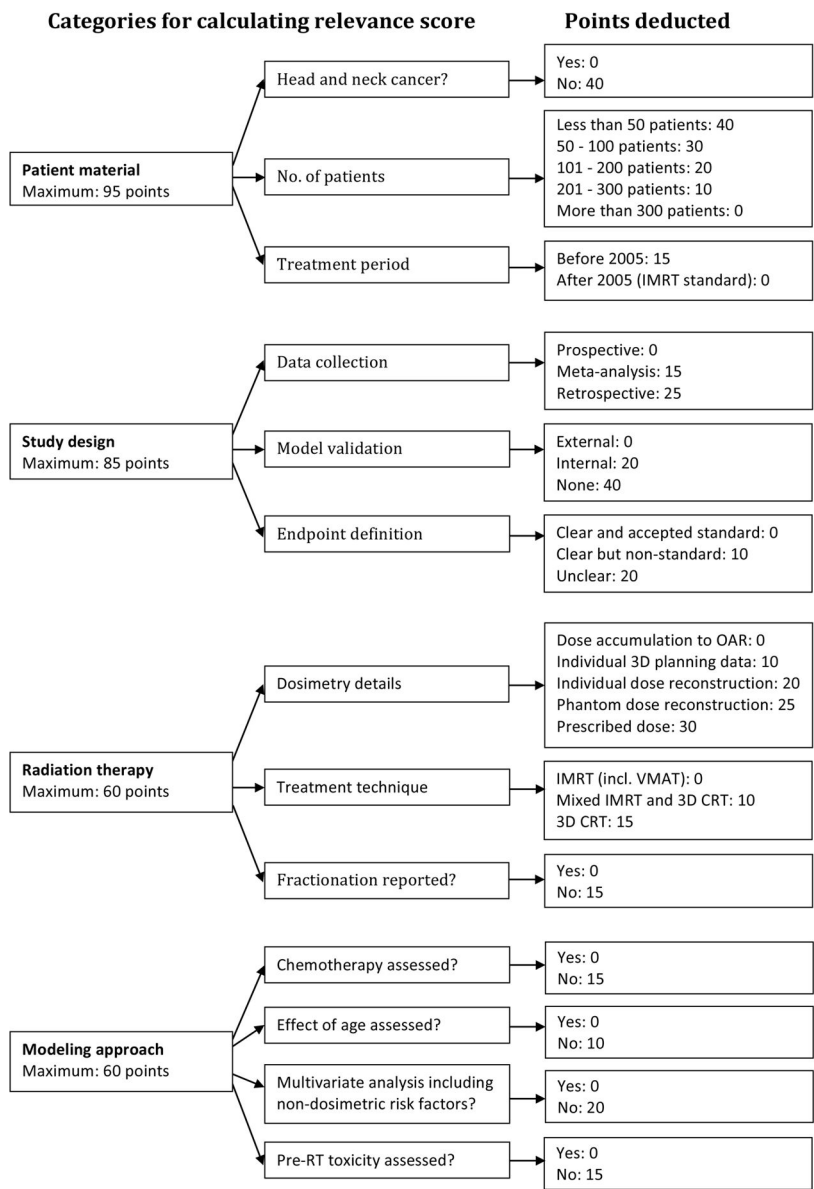 Categories for calculating relevance score
Points deducted
Patient material
Maximum: 95 points
Head and neck cancer?
Yes: 0
No: 40
No. of patients
Less than 50 patients: 40
50 - 100 patients: 30
101 - 200 patients: 20
201 - 300 patients: 10
More than 300 patients: 0
Treatment period
Before 2005: 15
After 2005 (IMRT standard): 0
Study design
Maximum: 85 points
Data collection
Prospective: 0
Meta-analysis: 15
Retrospective: 25
Model validation
External: 0
Internal: 20
None: 40
Endpoint definition
Clear and accepted standard: 0
Clear but non-standard: 10
Unclear: 20
Radiation therapy
Maximum: 60 points
Dosimetry details
Dose accumulation to OAR: 0
Individual 3D planning data: 10
Individual dose reconstruction: 20
Phantom dose reconstruction: 25
Prescribed dose: 30
Treatment technique
IMRT (incl. VMAT): 0
Mixed IMRT and 3D CRT: 10
3D CRT: 15
Fractionation reported?
Yes: 0
No: 15
Modeling approach
Maximum: 60 points
Chemotherapy assessed?
Yes: 0
No: 15
Effect of age assessed?
Yes: 0
No: 10
Multivariate analysis including
non-dosimetric risk factors?
Yes: 0
No: 20
Pre-RT toxicity assessed?
Yes: 0
No: 15